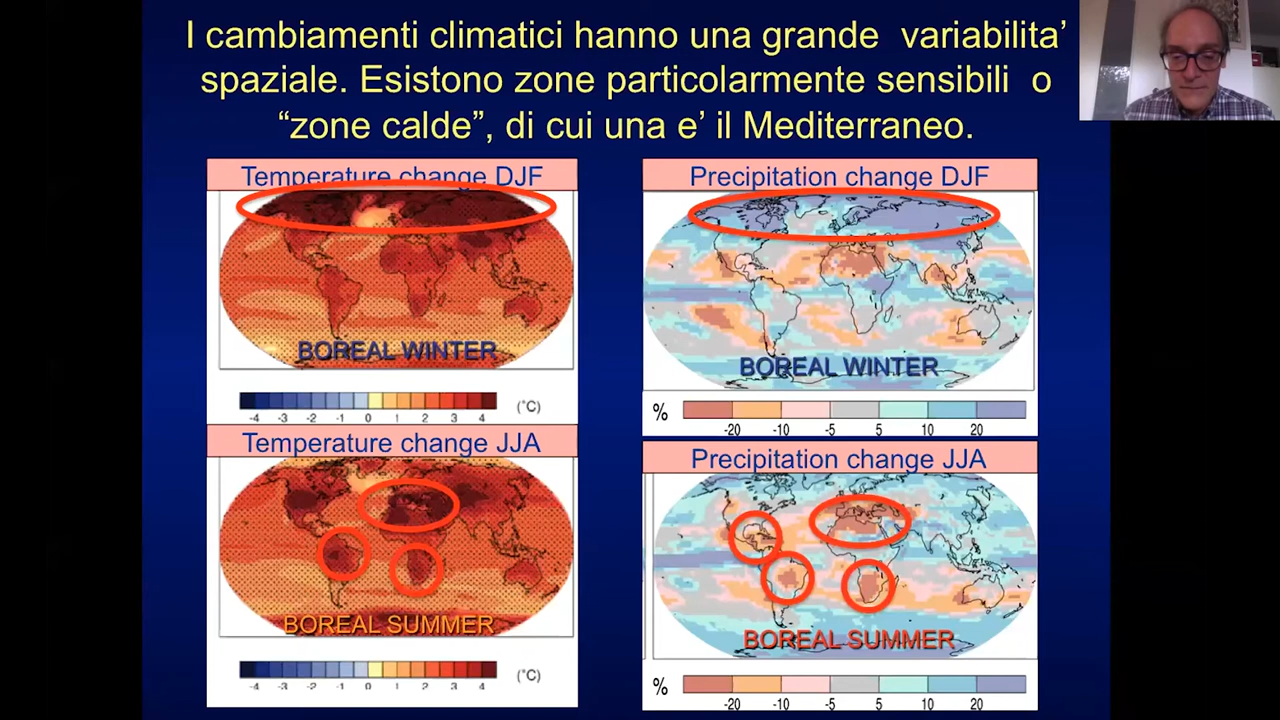 I cambiamenti climatici hanno una grande variabilita'
spaziale. Esistono zone particolarmente sensibili o
“zone calde”, di cui una e' il Mediterraneo.
Temperature change DJF
BOREAL WINTER
-4 -3 -2 -1 0 1 2 3 4 (°C)
Temperature change JJA
BOREAL SUMMER
-4 -3 -2 -1 0 1 2 3 4 (°C)
Precipitation change DJF
BOREAL WINTER
%
-20 -10 -5 5 10 20
Precipitation change JJA
BOREAL SUMMER
%
-20 -10 -5 5 10 20